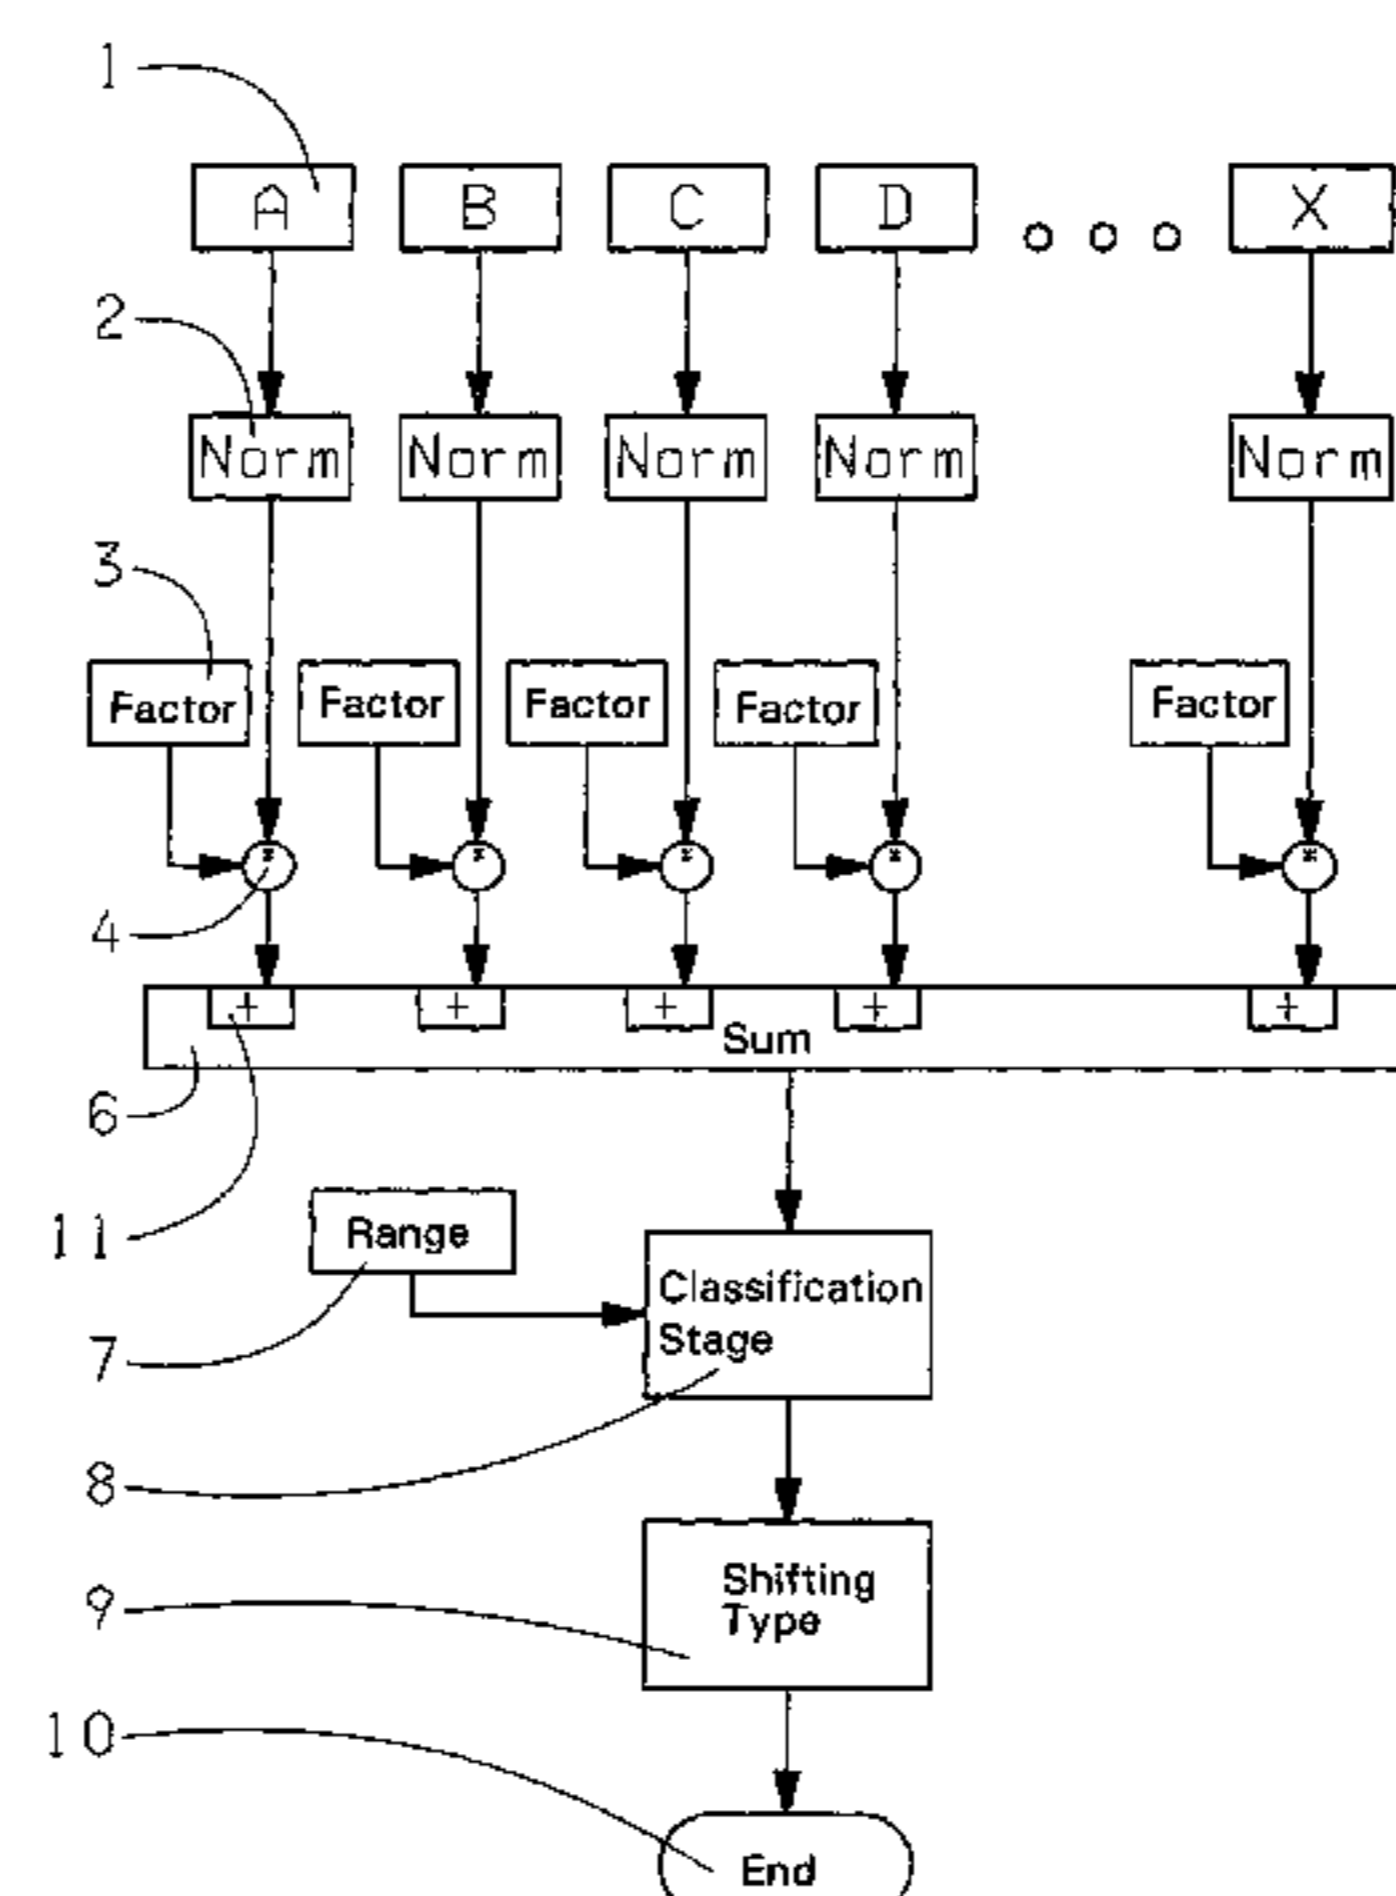 1
A B C D X
2
Norm Norm Norm Norm Norm
3
Factor Factor Factor Factor Factor
* * * * *
4
+ + + + +
Sum
6
11
Range
Classification
Stage
7
8
Shifting
Type
9
10
End